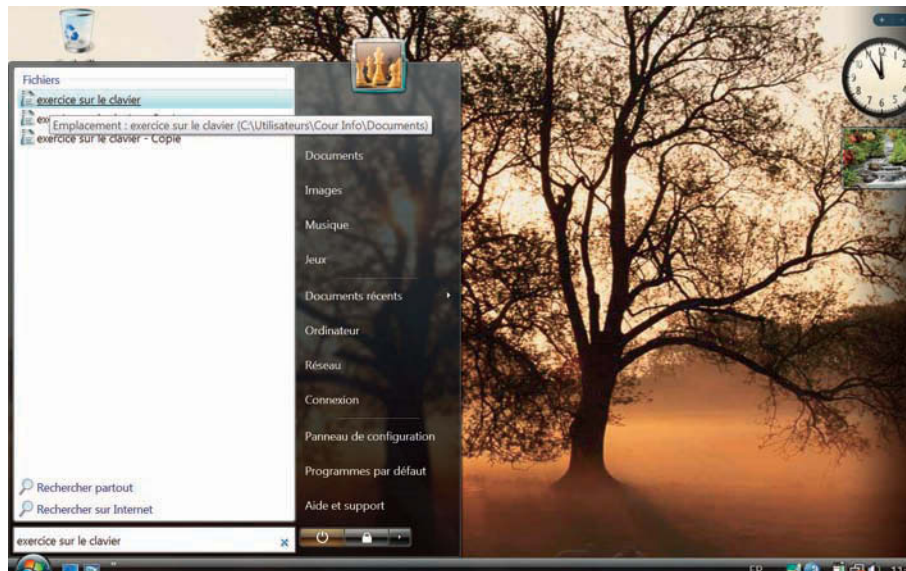 Fichiers
exercice sur le clavier
Emplacement : exercice sur le clavier (C:\Utilisateurs\Cour Info\Documents)
exercice sur le clavier - Copie
Rechercher partout
Rechercher sur Internet
exercice sur le clavier
Documents
Images
Musique
Jeux
Documents récents
Ordinateur
Réseau
Connexion
Panneau de configuration
Programmes par défaut
Aide et support
FR